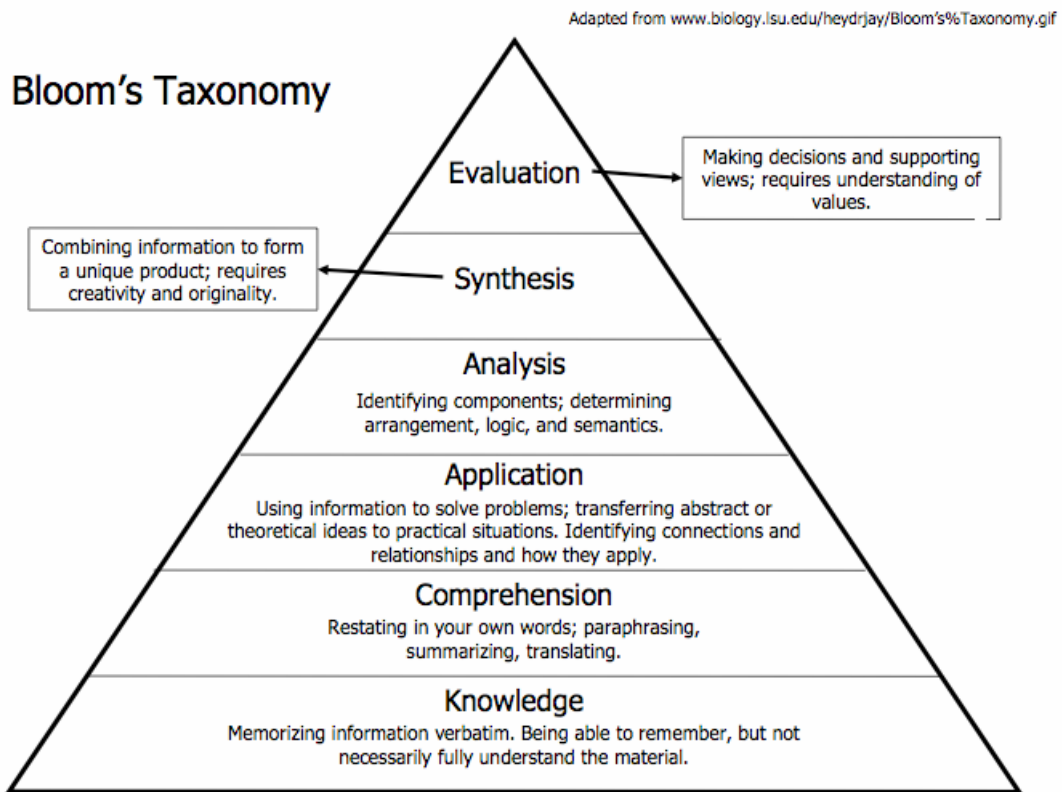 Adapted from www.biology.lsu.edu/heydrjay/Bloom's%Taxonomy.gif
Bloom's Taxonomy
Evaluation
Making decisions and supporting
views; requires understanding of
values.
Combining information to form
a unique product; requires
creativity and originality.
Synthesis
Analysis
Identifying components; determining
arrangement, logic, and semantics.
Application
Using information to solve problems; transferring abstract or
theoretical ideas to practical situations. Identifying connections and
relationships and how they apply.
Comprehension
Restating in your own words; paraphrasing,
summarizing, translating.
Knowledge
Memorizing information verbatim. Being able to remember, but not
necessarily fully understand the material.